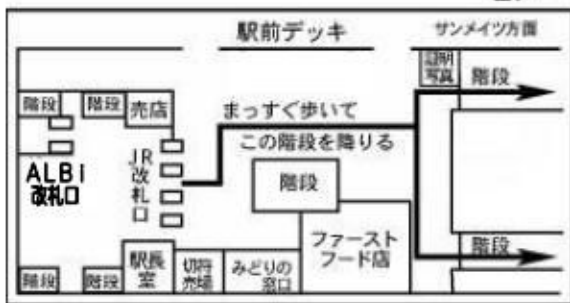 駅前デッキ
サンメイツ方面
証明
写真
階段
階段
階段
売店
まっすぐ歩いて
この階段を降りる
ALBi
改札口
JR
改
札
口
階段
ファースト
フード店
階段
階段
階段
駅長
室
切符
売場
みどりの
窓口